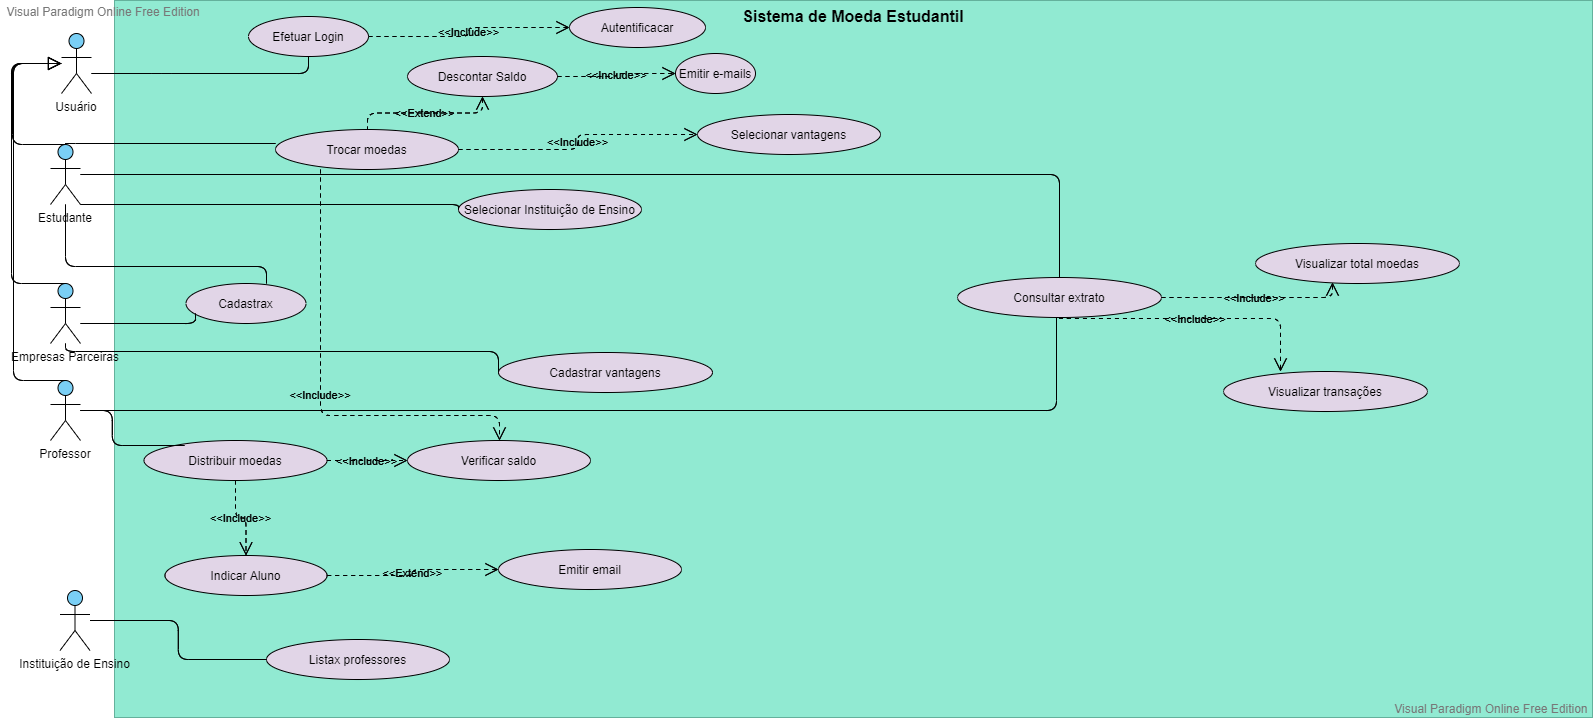 Visual Paradigm Online Free Edition
Sistema de Moeda Estudantil
Efetuar Login
<<Include>>
Autentificacar
Usuário
Descontar Saldo
<<Include>>
Emitir e-mails
<<Extend>>
Trocar moedas
<<Include>>
Selecionar vantagens
Estudante
Selecionar Instituição de Ensino
Cadastrax
Consultar extrato
<<Include>>
Visualizar total moedas
<<Include>>
Empresas Parceiras
Cadastrar vantagens
Visualizar transações
<<Include>>
Professor
Distribuir moedas
<<Include>>
Verificar saldo
<<Include>>
Indicar Aluno
<<Extend>>
Emitir email
Instituição de Ensino
Listax professores
Visual Paradigm Online Free Edition